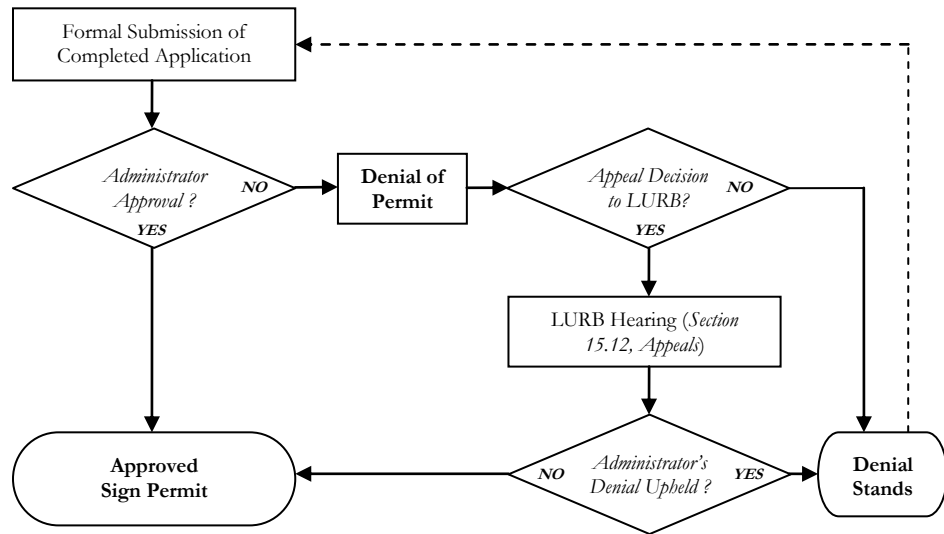 Formal Submission of
Completed Application
Administrator
Approval ?
NO
YES
Denial of
Permit
Appeal Decision
to LURB?
NO
YES
LURB Hearing (Section
15.12, Appeals)
Administrator's
Denial Upheld ?
NO
YES
Approved
Sign Permit
Denial
Stands